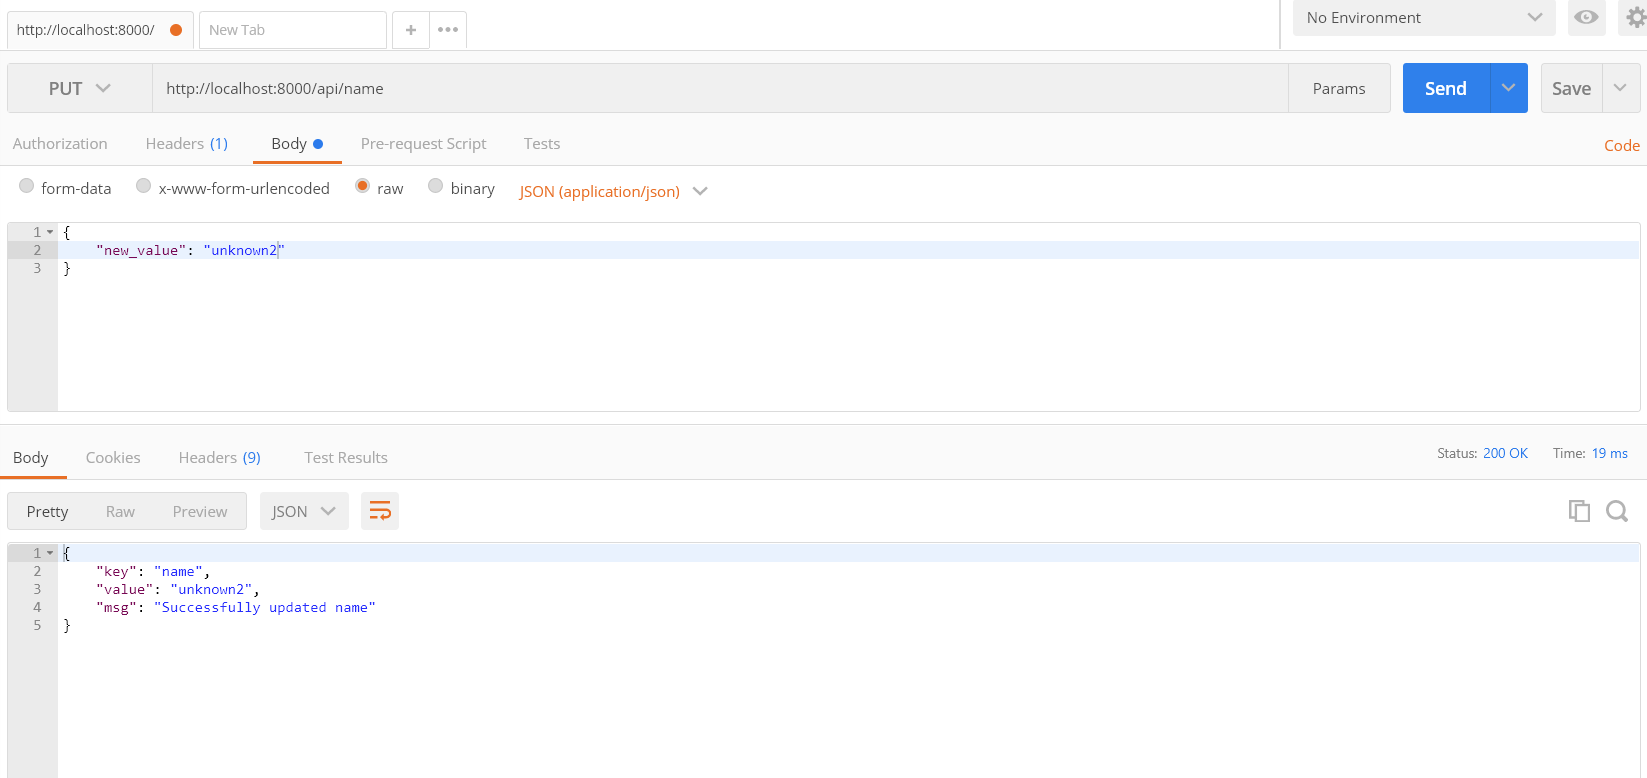 http://localhost:8000/ New Tab + ••• No Environment
PUT http://localhost:8000/api/name Params Send Save
Authorization Headers (1) Body Pre-request Script Tests Code
form-data x-www-form-urlencoded raw binary JSON (application/json)
1 {
2 "new_value": "unknown2"
3 }
Body Cookies Headers (9) Test Results Status: 200 OK Time: 19 ms
Pretty Raw Preview JSON
1 {
2 "key": "name",
3 "value": "unknown2",
4 "msg": "Successfully updated name"
5 }